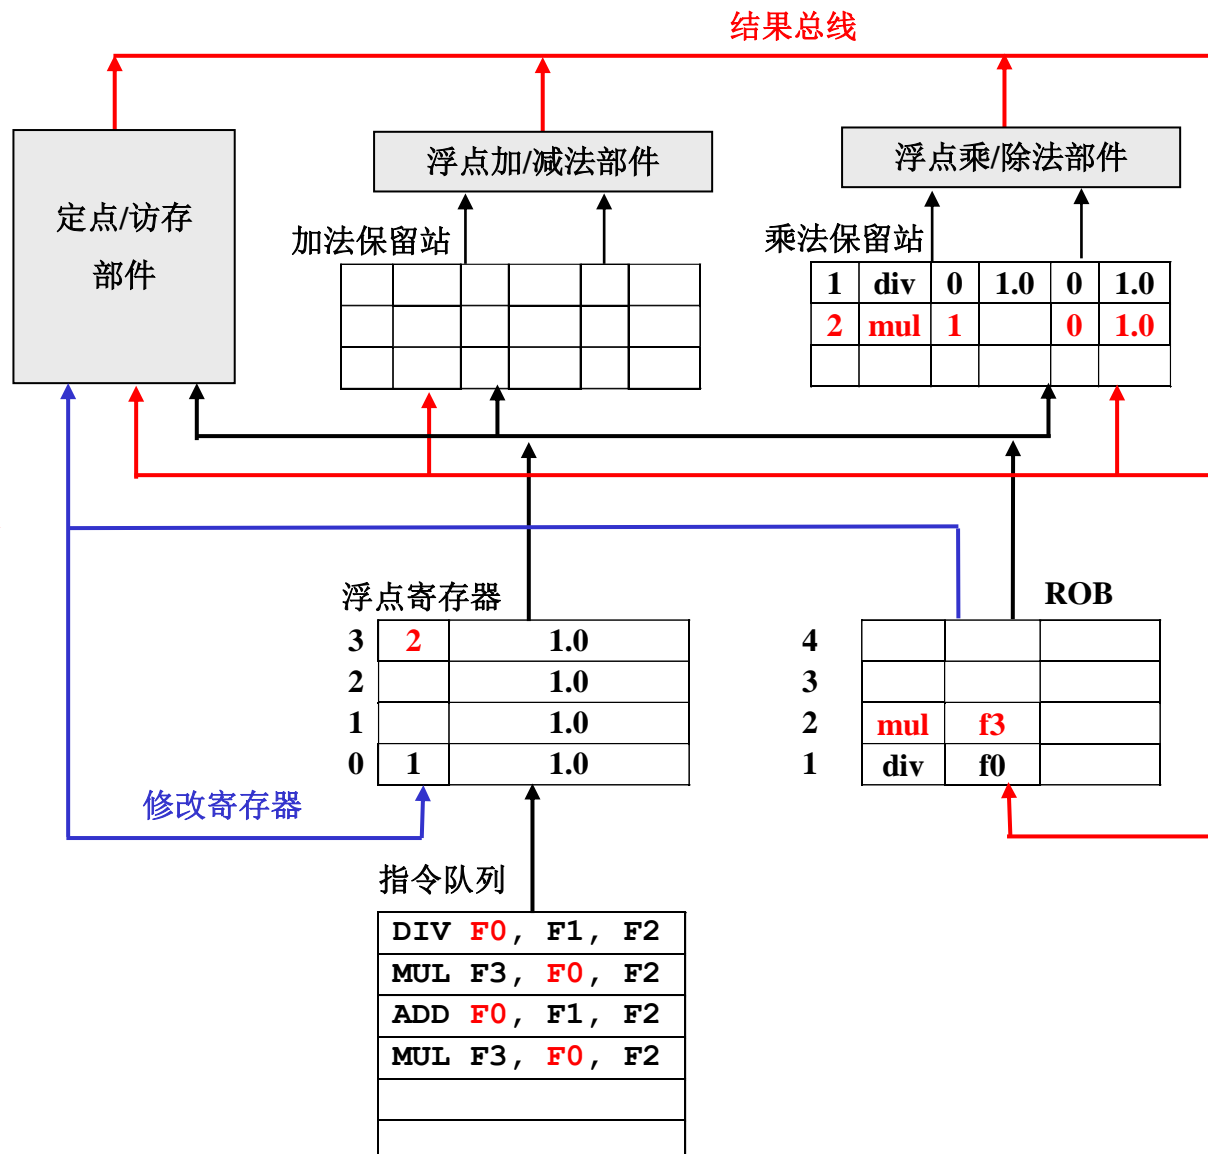 结果总线
定点/访存
部件
浮点加/减法部件
浮点乘/除法部件
加法保留站
乘法保留站
1 div 0 1.0 0 1.0
2 mul 1 0 1.0
浮点寄存器
3 2 1.0
2 1.0
1 1.0
0 1 1.0
ROB
4
3
2 mul f3
1 div f0
修改寄存器
指令队列
DIV F0, F1, F2
MUL F3, F0, F2
ADD F0, F1, F2
MUL F3, F0, F2